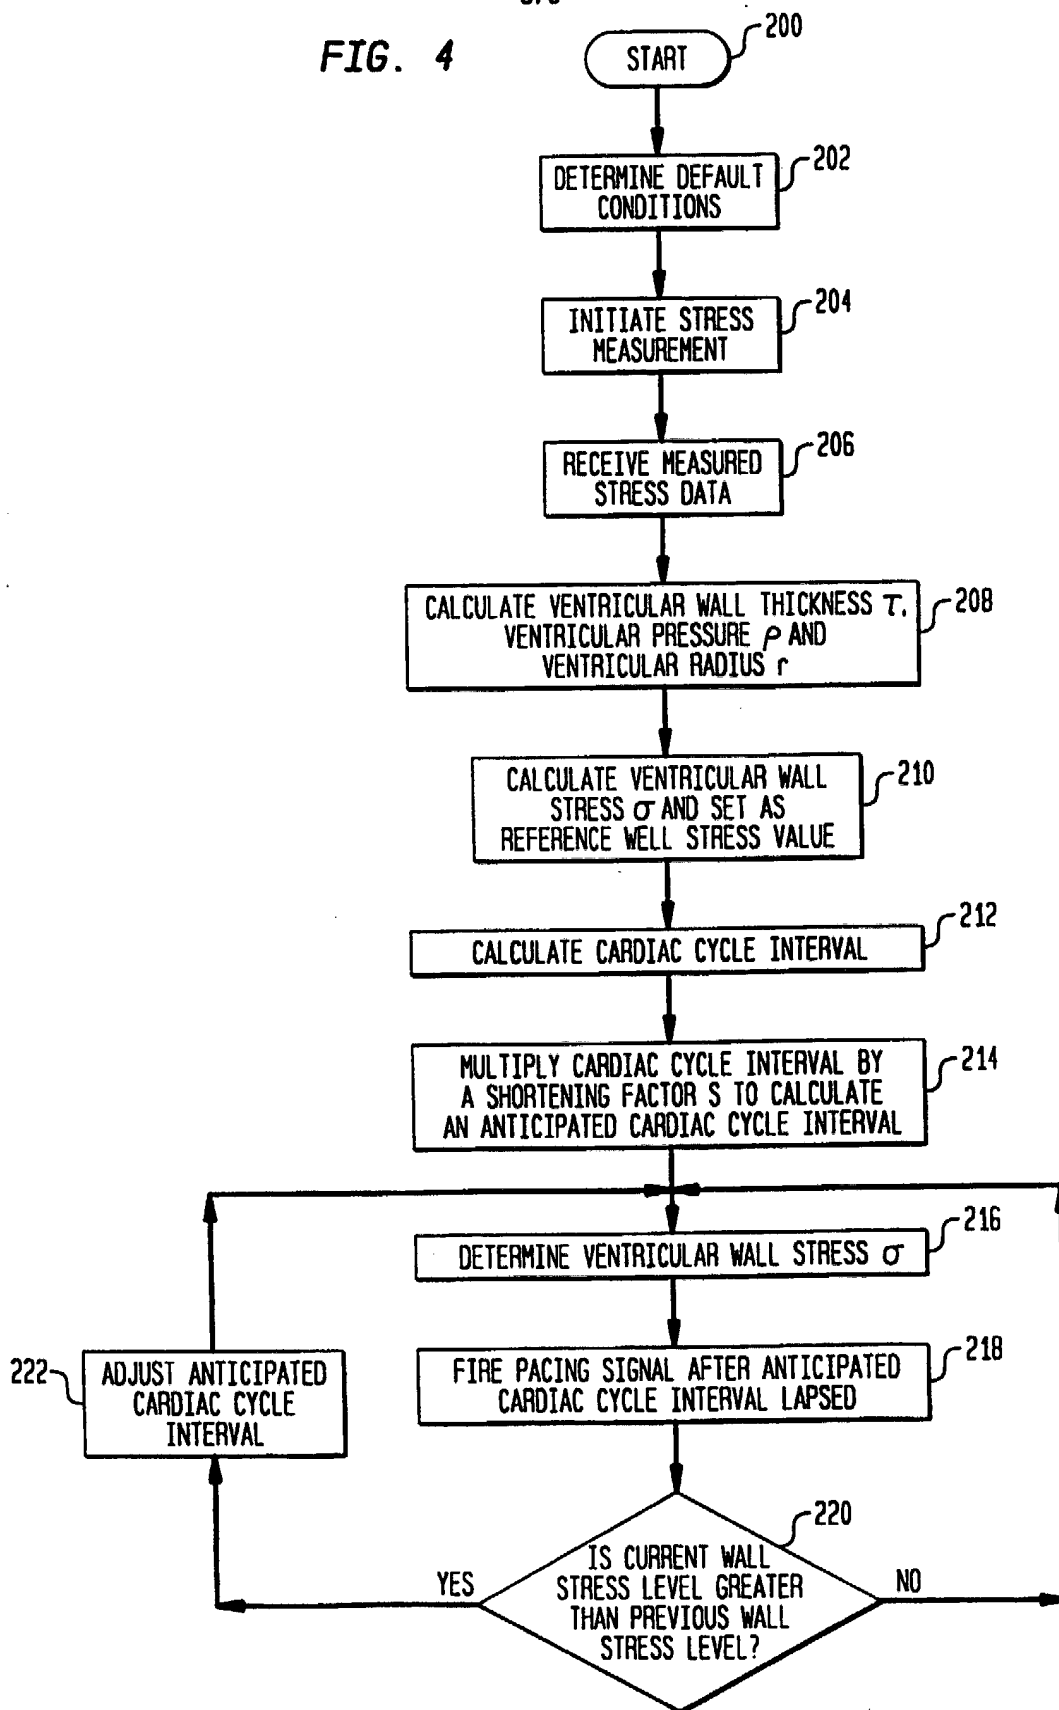 FIG. 4
START
200
DETERMINE DEFAULT
CONDITIONS
202
INITIATE STRESS
MEASUREMENT
204
RECEIVE MEASURED
STRESS DATA
206
CALCULATE VENTRICULAR WALL THICKNESS τ,
VENTRICULAR PRESSURE ρ AND
VENTRICULAR RADIUS r
208
CALCULATE VENTRICULAR WALL
STRESS σ AND SET AS
REFERENCE WELL STRESS VALUE
210
CALCULATE CARDIAC CYCLE INTERVAL
212
MULTIPLY CARDIAC CYCLE INTERVAL BY
A SHORTENING FACTOR S TO CALCULATE
AN ANTICIPATED CARDIAC CYCLE INTERVAL
214
DETERMINE VENTRICULAR WALL STRESS σ
216
FIRE PACING SIGNAL AFTER ANTICIPATED
CARDIAC CYCLE INTERVAL LAPSED
218
222
ADJUST ANTICIPATED
CARDIAC CYCLE
INTERVAL
220
IS CURRENT WALL
STRESS LEVEL GREATER
THAN PREVIOUS WALL
STRESS LEVEL?
YES
NO